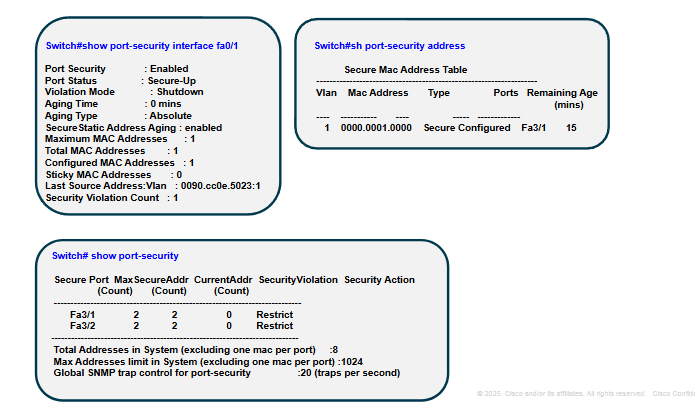 Switch#show port-security interface fa0/1
Port Security : Enabled
Port Status : Secure-Up
Violation Mode : Shutdown
Aging Time : 0 mins
Aging Type : Absolute
SecureStatic Address Aging : enabled
Maximum MAC Addresses : 1
Total MAC Addresses : 1
Configured MAC Addresses : 1
Sticky MAC Addresses : 0
Last Source Address:Vlan : 0090.cc0e.5023:1
Security Violation Count : 1
Switch#sh port-security address
Secure Mac Address Table
-------------------------------------------------------------------
Vlan Mac Address Type Ports Remaining Age
(mins)
---- ----------- ---- ----- -------------
1 0000.0001.0000 Secure Configured Fa3/1 15
Switch# show port-security
Secure Port MaxSecureAddr CurrentAddr SecurityViolation Security Action
(Count) (Count) (Count)
---------------------------------------------------------------------------
Fa3/1 2 2 0 Restrict
Fa3/2 2 2 0 Restrict
---------------------------------------------------------------------------
Total Addresses in System (excluding one mac per port) :8
Max Addresses limit in System (excluding one mac per port) :1024
Global SNMP trap control for port-security :20 (traps per second)
© 2025 Cisco and/or its affiliates. All rights reserved. Cisco